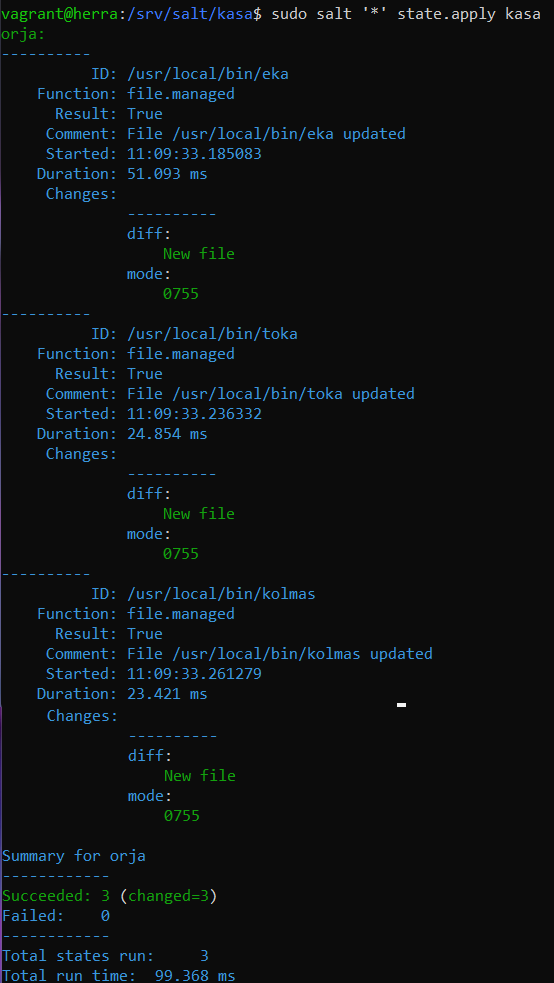 vagrant@herra:/srv/salt/kasa$ sudo salt '*' state.apply kasa
orja:
----------
          ID: /usr/local/bin/eka
    Function: file.managed
      Result: True
     Comment: File /usr/local/bin/eka updated
     Started: 11:09:33.185083
    Duration: 51.093 ms
     Changes:
              ----------
              diff:
                  New file
              mode:
                  0755
----------
          ID: /usr/local/bin/toka
    Function: file.managed
      Result: True
     Comment: File /usr/local/bin/toka updated
     Started: 11:09:33.236332
    Duration: 24.854 ms
     Changes:
              ----------
              diff:
                  New file
              mode:
                  0755
----------
          ID: /usr/local/bin/kolmas
    Function: file.managed
      Result: True
     Comment: File /usr/local/bin/kolmas updated
     Started: 11:09:33.261279
    Duration: 23.421 ms
     Changes:
              ----------
              diff:
                  New file
              mode:
                  0755

Summary for orja
------------
Succeeded: 3 (changed=3)
Failed:    0
------------
Total states run:     3
Total run time:  99.368 ms